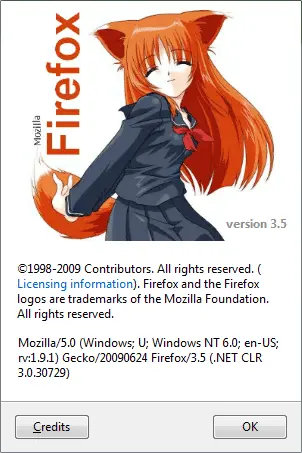 Mozilla
Firefox
version 3.5
©1998-2009 Contributors. All rights reserved. (
Licensing information). Firefox and the Firefox
logos are trademarks of the Mozilla Foundation.
All rights reserved.
Mozilla/5.0 (Windows; U; Windows NT 6.0; en-US;
rv:1.9.1) Gecko/20090624 Firefox/3.5 (.NET CLR
3.0.30729)
Credits
OK